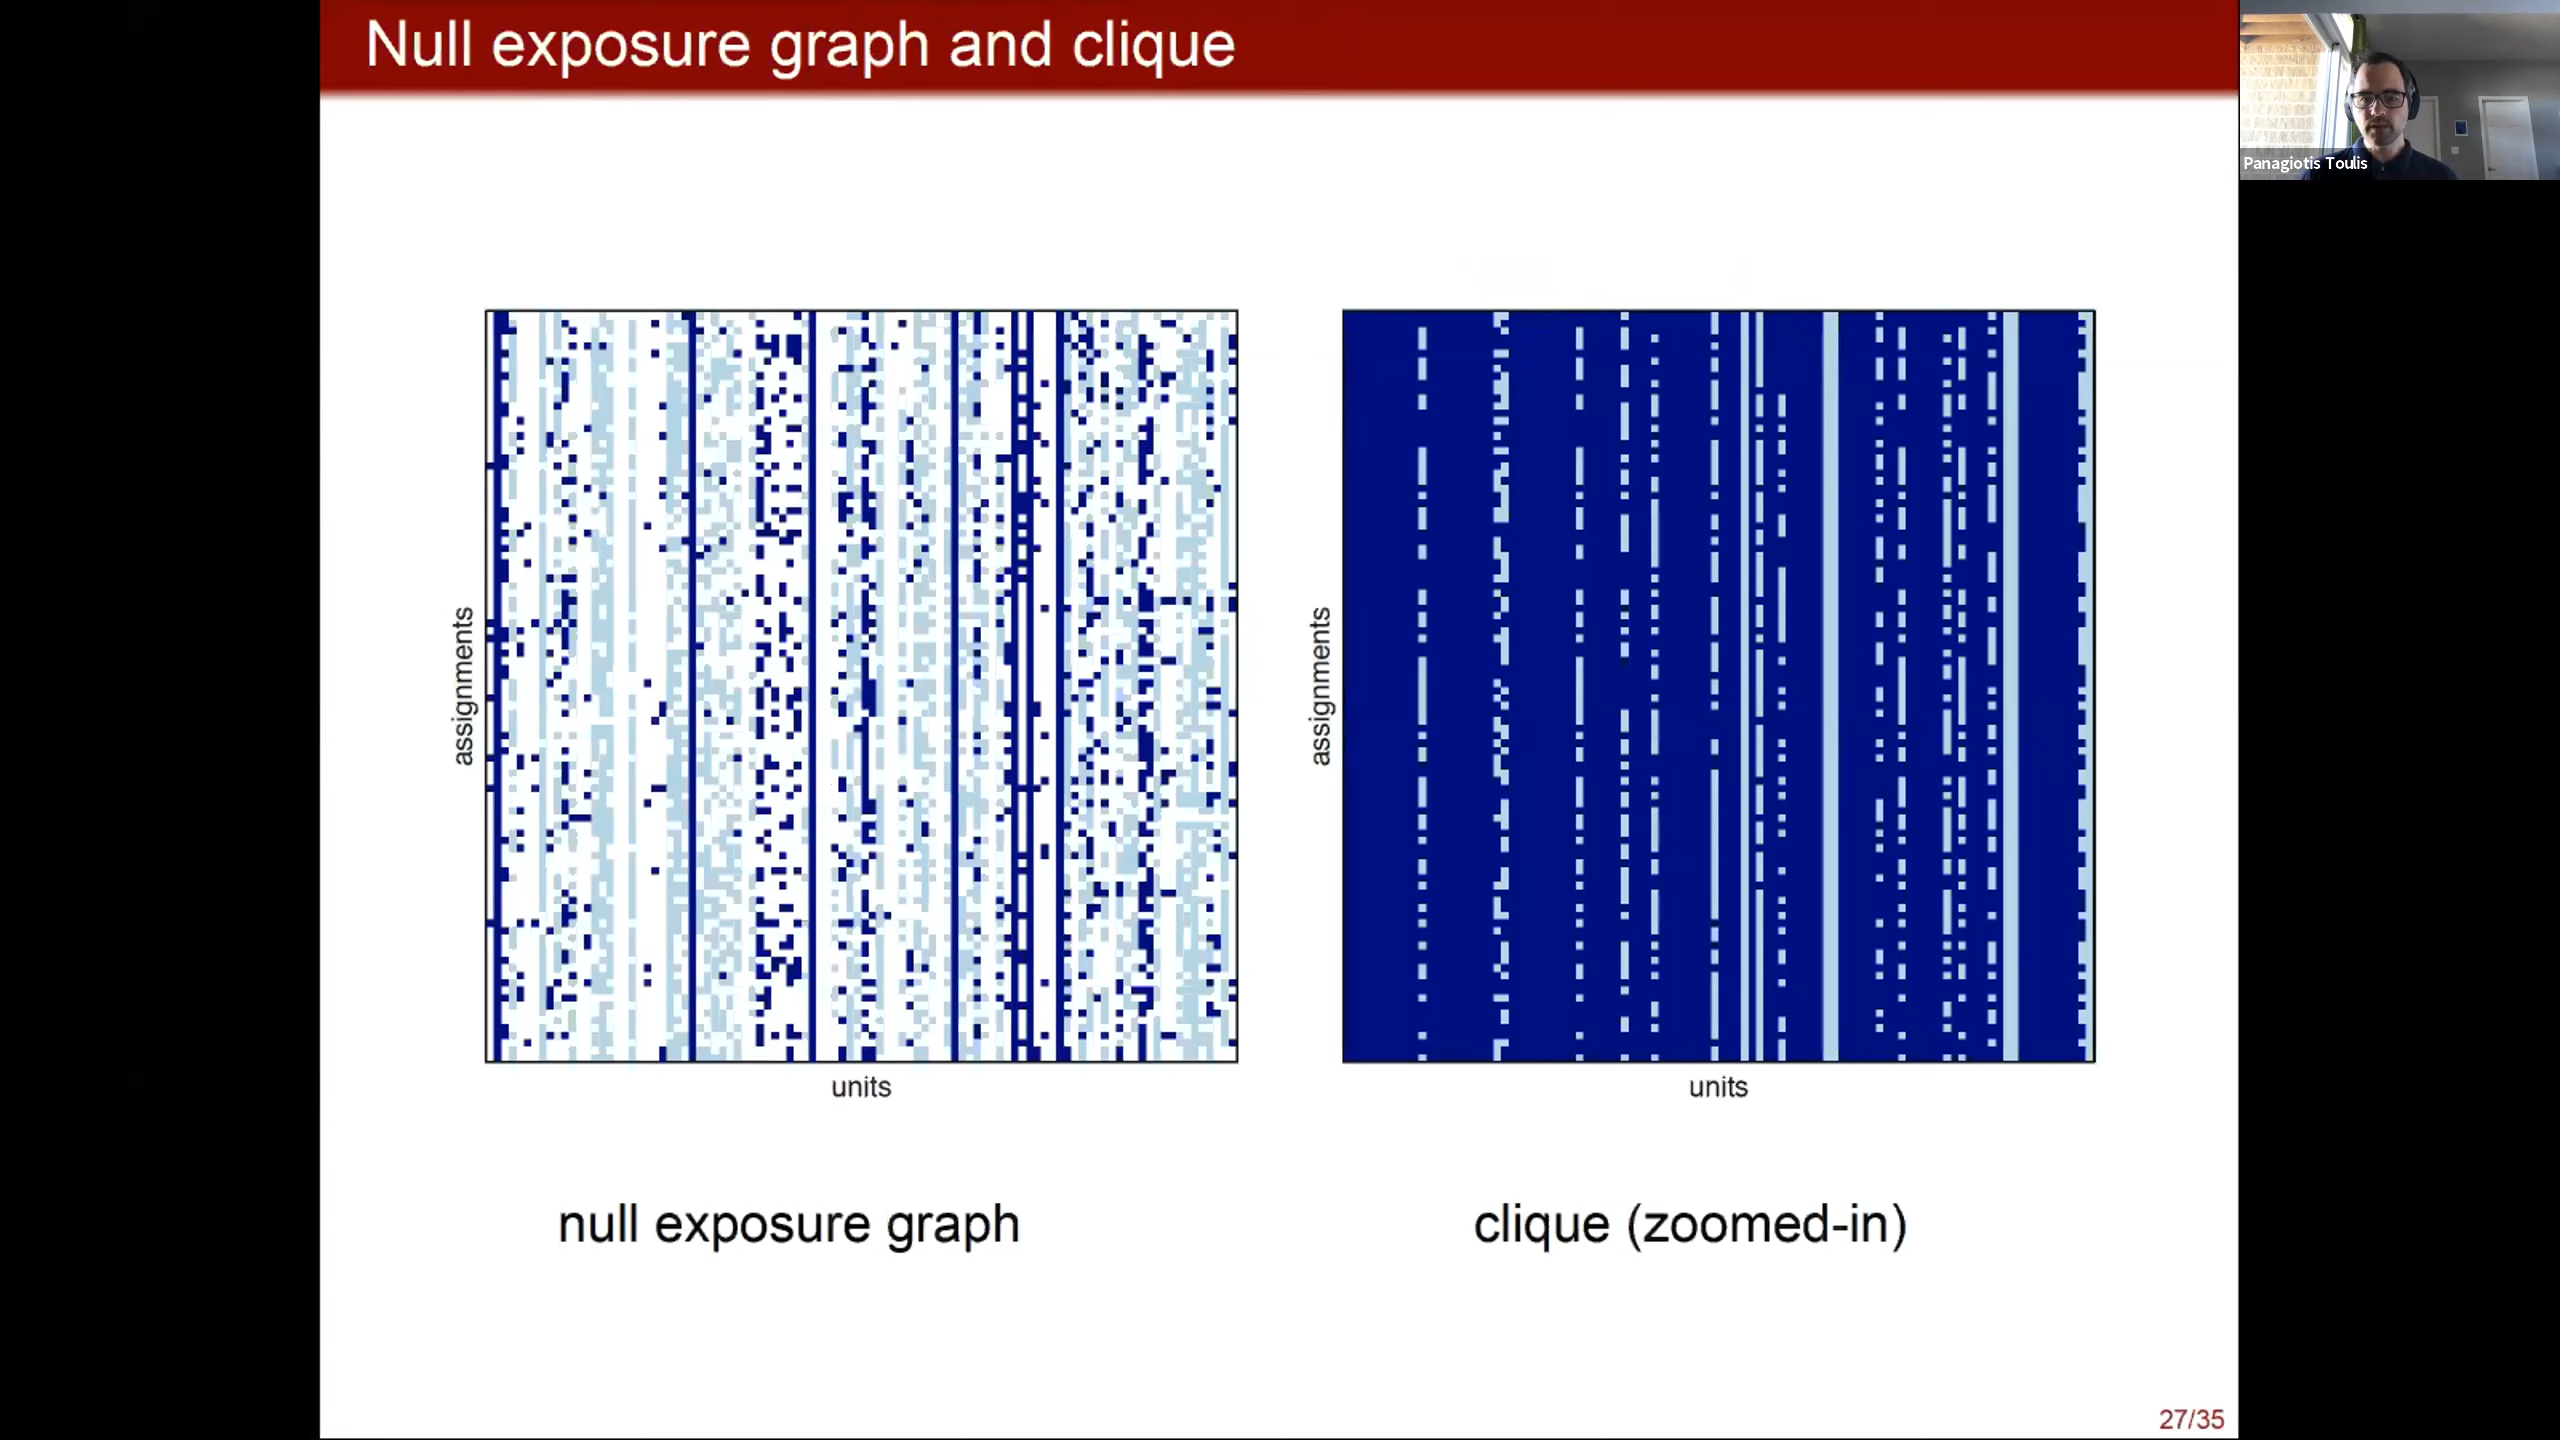 Null exposure graph and clique
Panagiotis Toulis
assignments
units
assignments
units
null exposure graph
clique (zoomed-in)
27/35